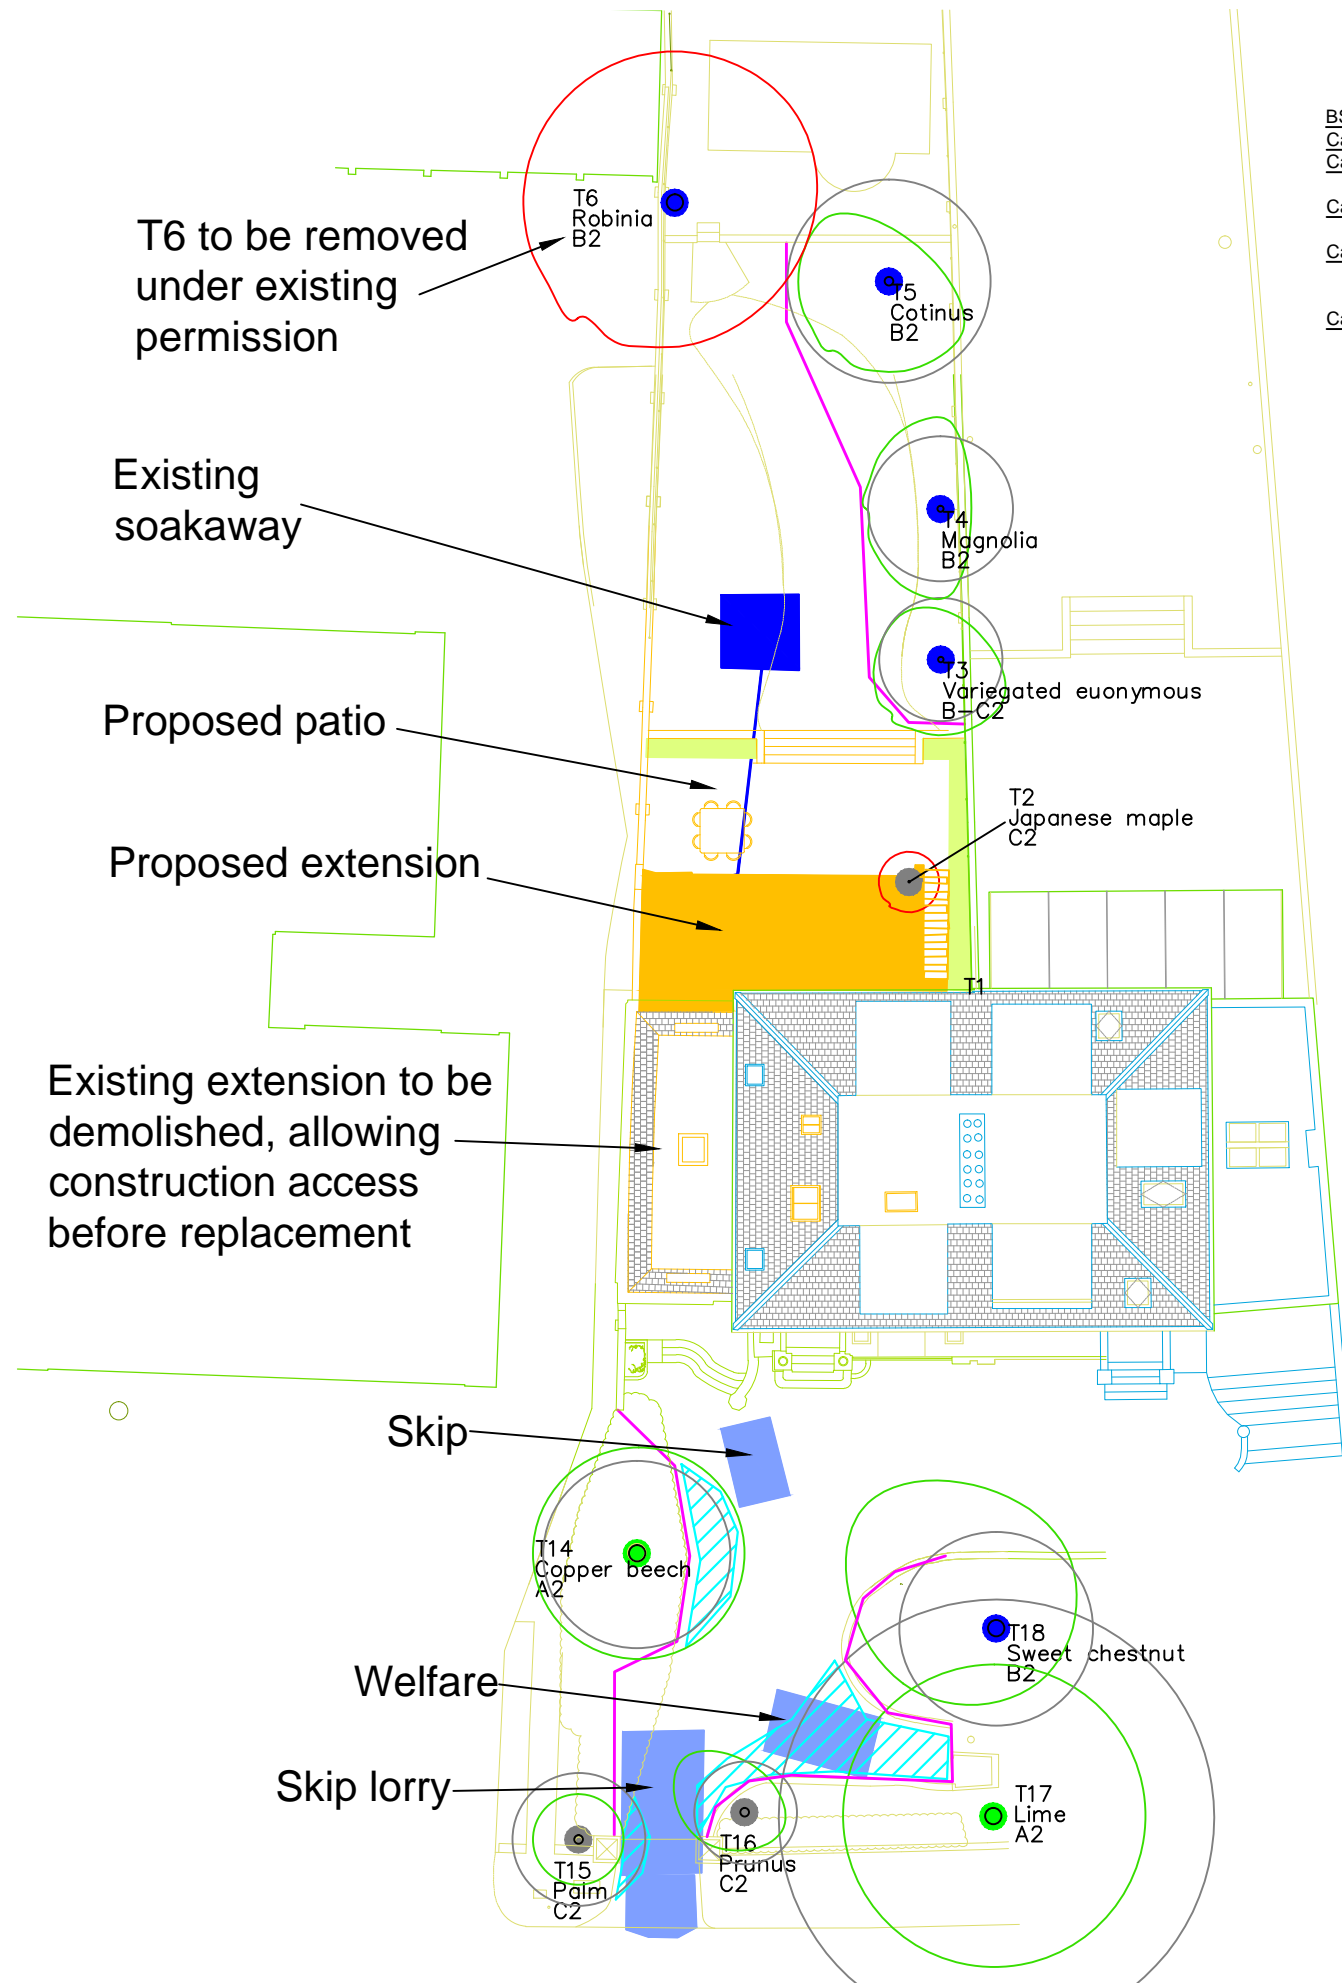 T6
Robinia
B2
T6 to be removed
under existing
permission
T5
Cotinus
B2
Existing
soakaway
T4
Magnolia
B2
T3
Variegated euonymous
B-C2
Proposed patio
T2
Japanese maple
C2
Proposed extension
T1
Existing extension to be
demolished, allowing
construction access
before replacement
Skip
T14
Copper beech
A2
T18
Sweet chestnut
B2
Welfare
Skip lorry
T17
Lime
A2
T16
Prunus
C2
T15
Palm
C2